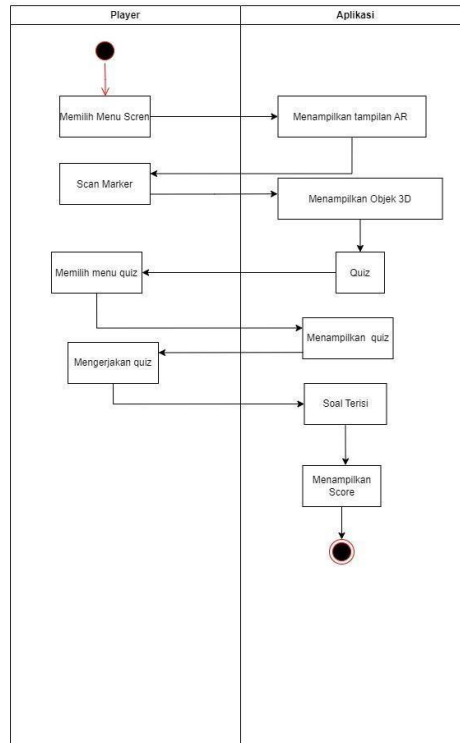 Player
Aplikasi
Memilih Menu Scren
Menampilkan tampilan AR
Scan Marker
Menampilkan Objek 3D
Memilih menu quiz
Quiz
Menampilkan quiz
Mengerjakan quiz
Soal Terisi
Menampilkan
Score